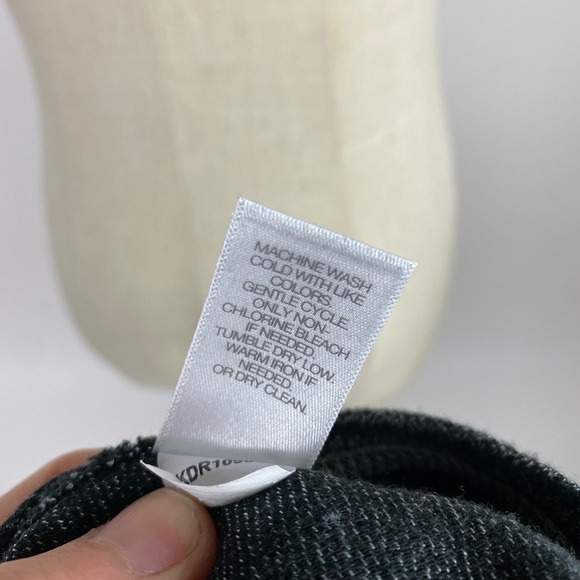 MACHINE WASH
COLD WITH LIKE
COLORS.
GENTLE CYCLE.
ONLY NON-
CHLORINE BLEACH
IF NEEDED.
TUMBLE DRY LOW.
WARM IRON IF
NEEDED.
OR DRY CLEAN.